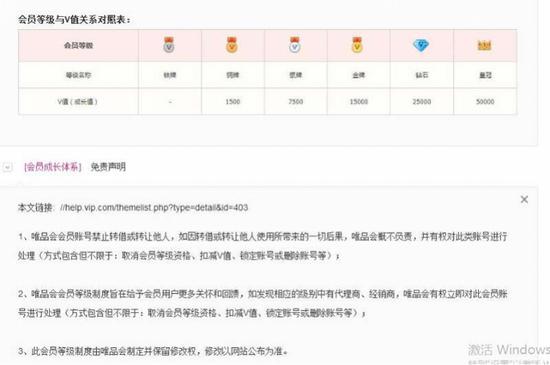 会员等级与V值关系对照表：
会员等级
等级名称 铁牌 铜牌 银牌 金牌 钻石 皇冠
V值（成长值） - 1500 7500 15000 25000 50000
[会员成长体系] 免责声明
本文链接: //help.vip.com/themelist.php?type=detail&id=403
1、唯品会会员账号禁止转借或转让他人，如因转借或转让他人使用所带来的一切后果，唯品会概不负责，并有权对此类账号进行
处理（方式包含但不限于：取消会员等级资格、扣减V值、锁定账号或删除账号等）；
2、唯品会会员等级制度旨在给予会员用户更多关怀和回馈，如发现相应的级别中有代理商、经销商，唯品会有权立即对此会员账
号进行处理（方式包含但不限于：取消会员等级资格、扣减V值、锁定账号或删除账号等）；
3、此会员等级制度由唯品会制定并保留修改权，修改以网站公布为准。
激活 Windows